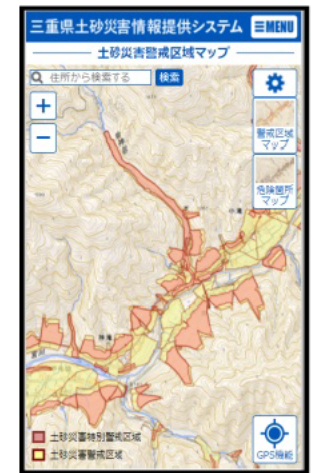 三重県土砂災害情報提供システム
MENU
土砂災害警戒区域マップ
住所から検索する
検索
+
−
警戒区域
マップ
危険箇所
マップ
土砂災害特別警戒区域
土砂災害警戒区域
GPS機能